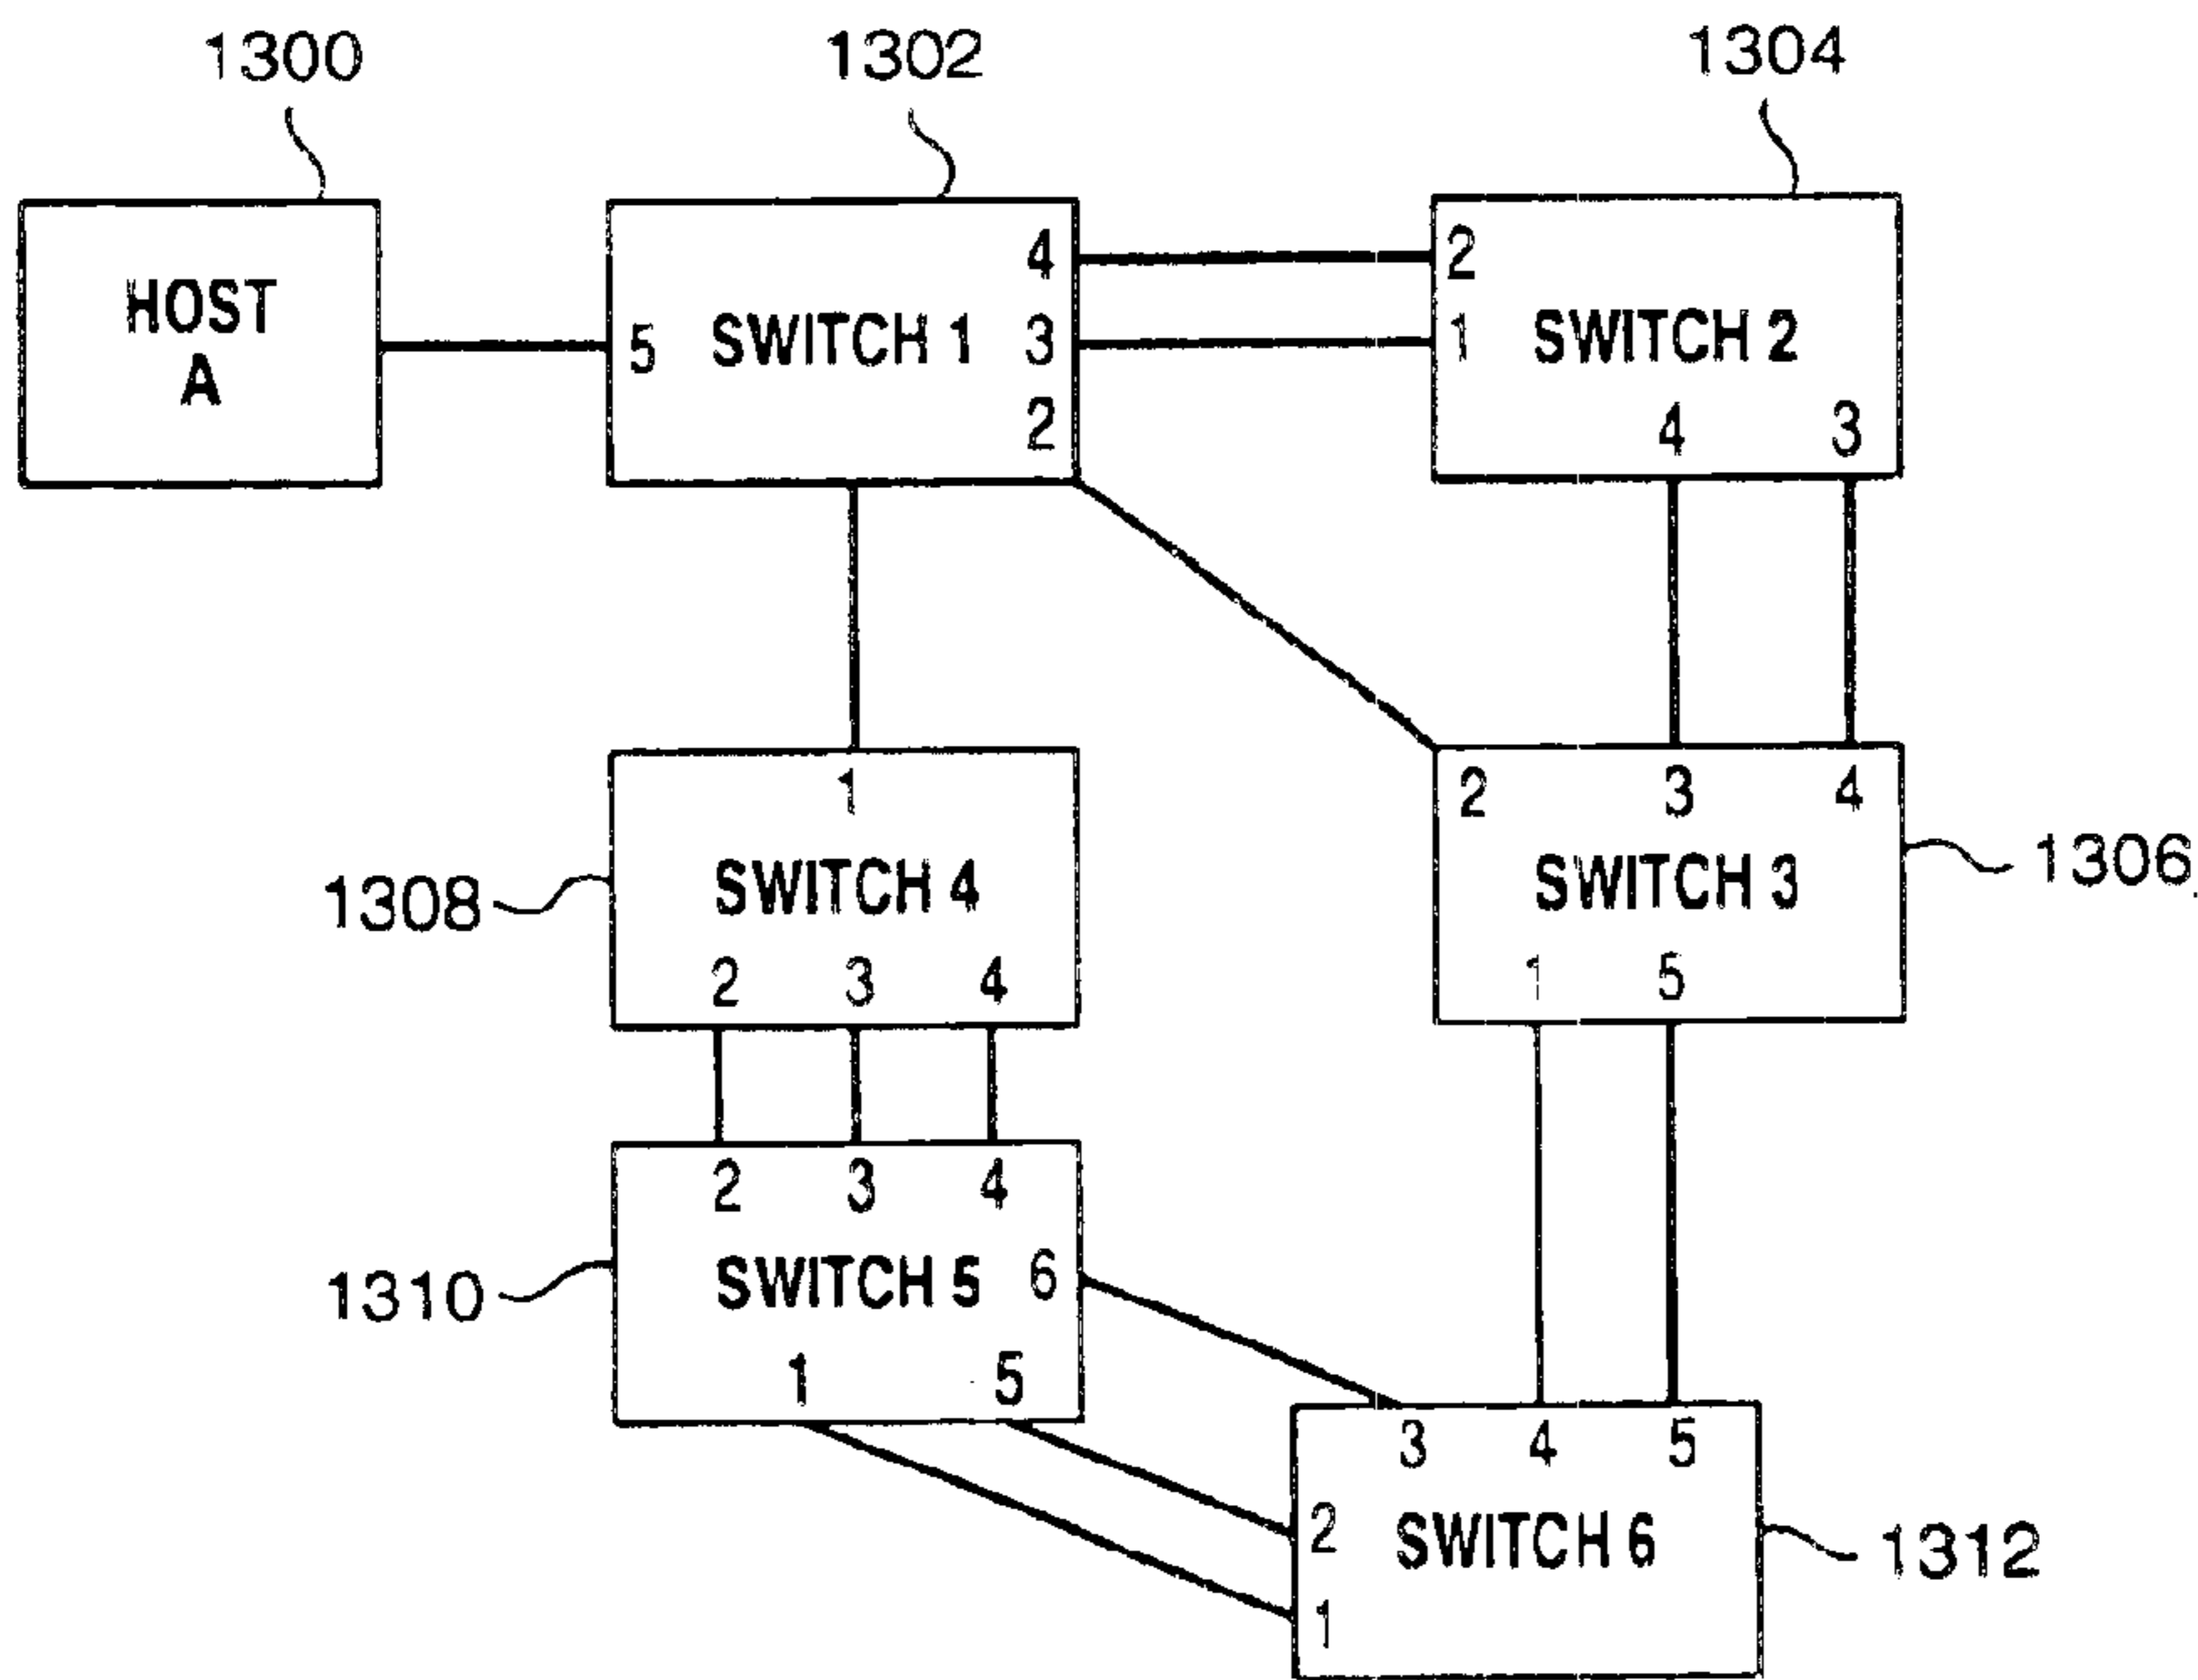 1300
1302
1304
HOST
A
5
SWITCH 1
4
3
2
2
1
SWITCH 2
4 3
1
SWITCH 4
2 3 4
1308
2 3 4
SWITCH 3
1 5
1306
2 3 4
SWITCH 5
6
1 5
1310
3 4 5
2
SWITCH 6
1
1312